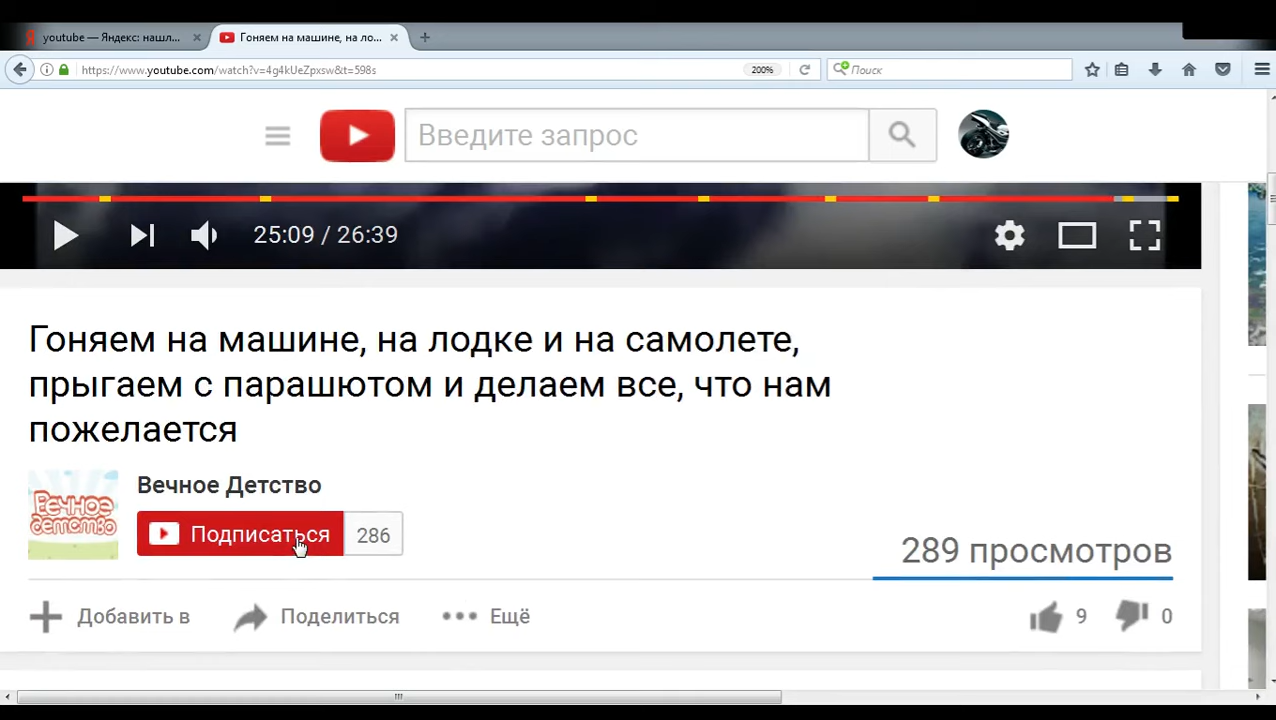 youtube — Яндекс: нашл...
Гоняем на машине, на ло...
https://www.youtube.com/watch?v=4g4kUeZpxsw&t=598s
200%
Поиск
Введите запрос
25:09 / 26:39
Гоняем на машине, на лодке и на самолете,
прыгаем с парашютом и делаем все, что нам
пожелается
Вечное детство
Вечное Детство
Подписаться
286
289 просмотров
Добавить в
Поделиться
Ещё
9
0